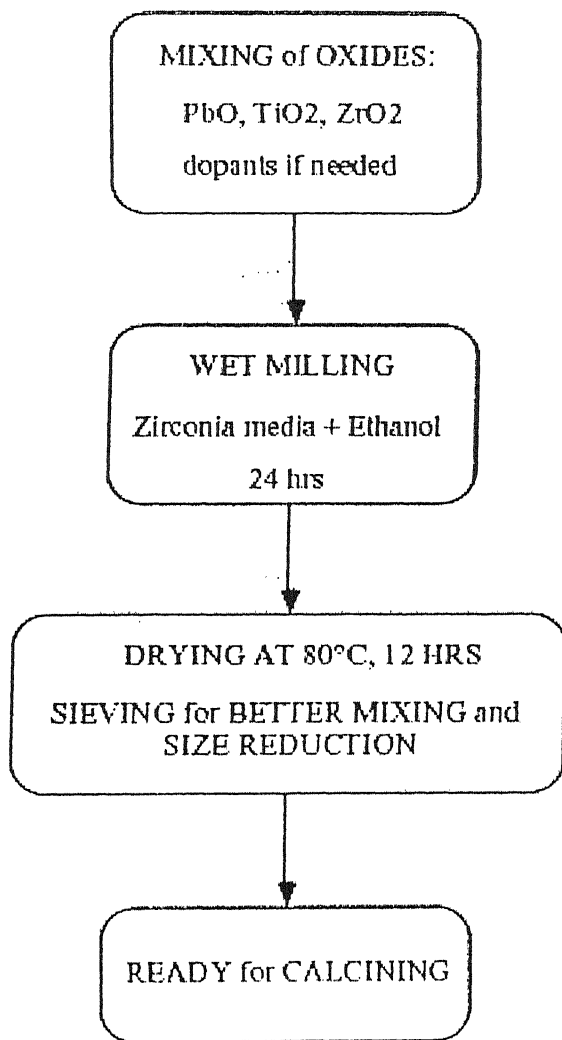 MIXING of OXIDES:
PbO, TiO2, ZrO2
dopants if needed
WET MILLING
Zirconia media + Ethanol
24 hrs
DRYING AT 80°C, 12 HRS
SIEVING for BETTER MIXING and
SIZE REDUCTION
READY for CALCINING